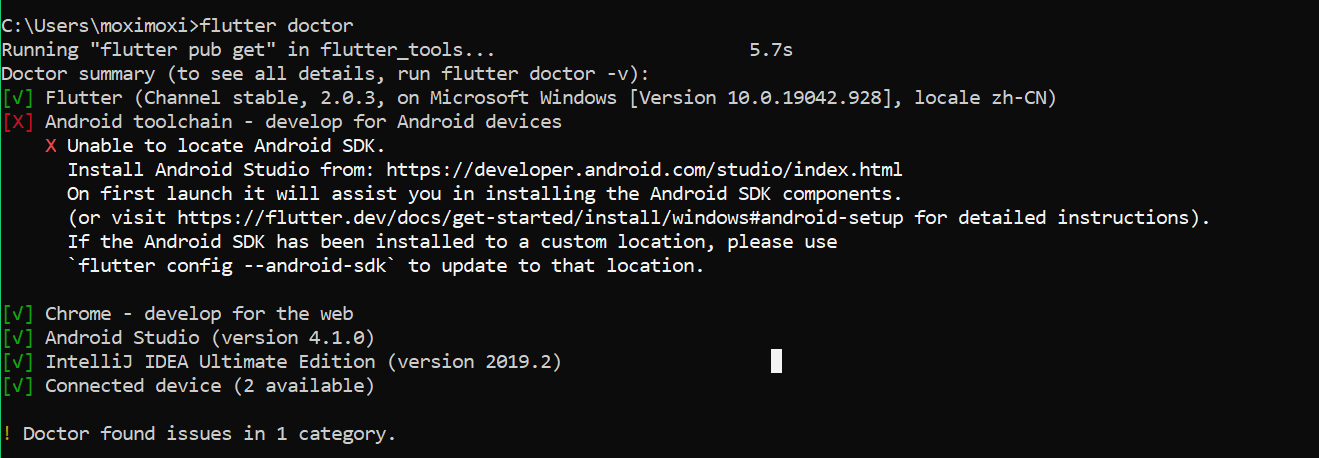 C:\Users\moximoxi>flutter doctor
Running "flutter pub get" in flutter_tools... 5.7s
Doctor summary (to see all details, run flutter doctor -v):
[√] Flutter (Channel stable, 2.0.3, on Microsoft Windows [Version 10.0.19042.928], locale zh-CN)
[X] Android toolchain - develop for Android devices
X Unable to locate Android SDK.
Install Android Studio from: https://developer.android.com/studio/index.html
On first launch it will assist you in installing the Android SDK components.
(or visit https://flutter.dev/docs/get-started/install/windows#android-setup for detailed instructions).
If the Android SDK has been installed to a custom location, please use
`flutter config --android-sdk` to update to that location.
[√] Chrome - develop for the web
[√] Android Studio (version 4.1.0)
[√] IntelliJ IDEA Ultimate Edition (version 2019.2)
[√] Connected device (2 available)
! Doctor found issues in 1 category.